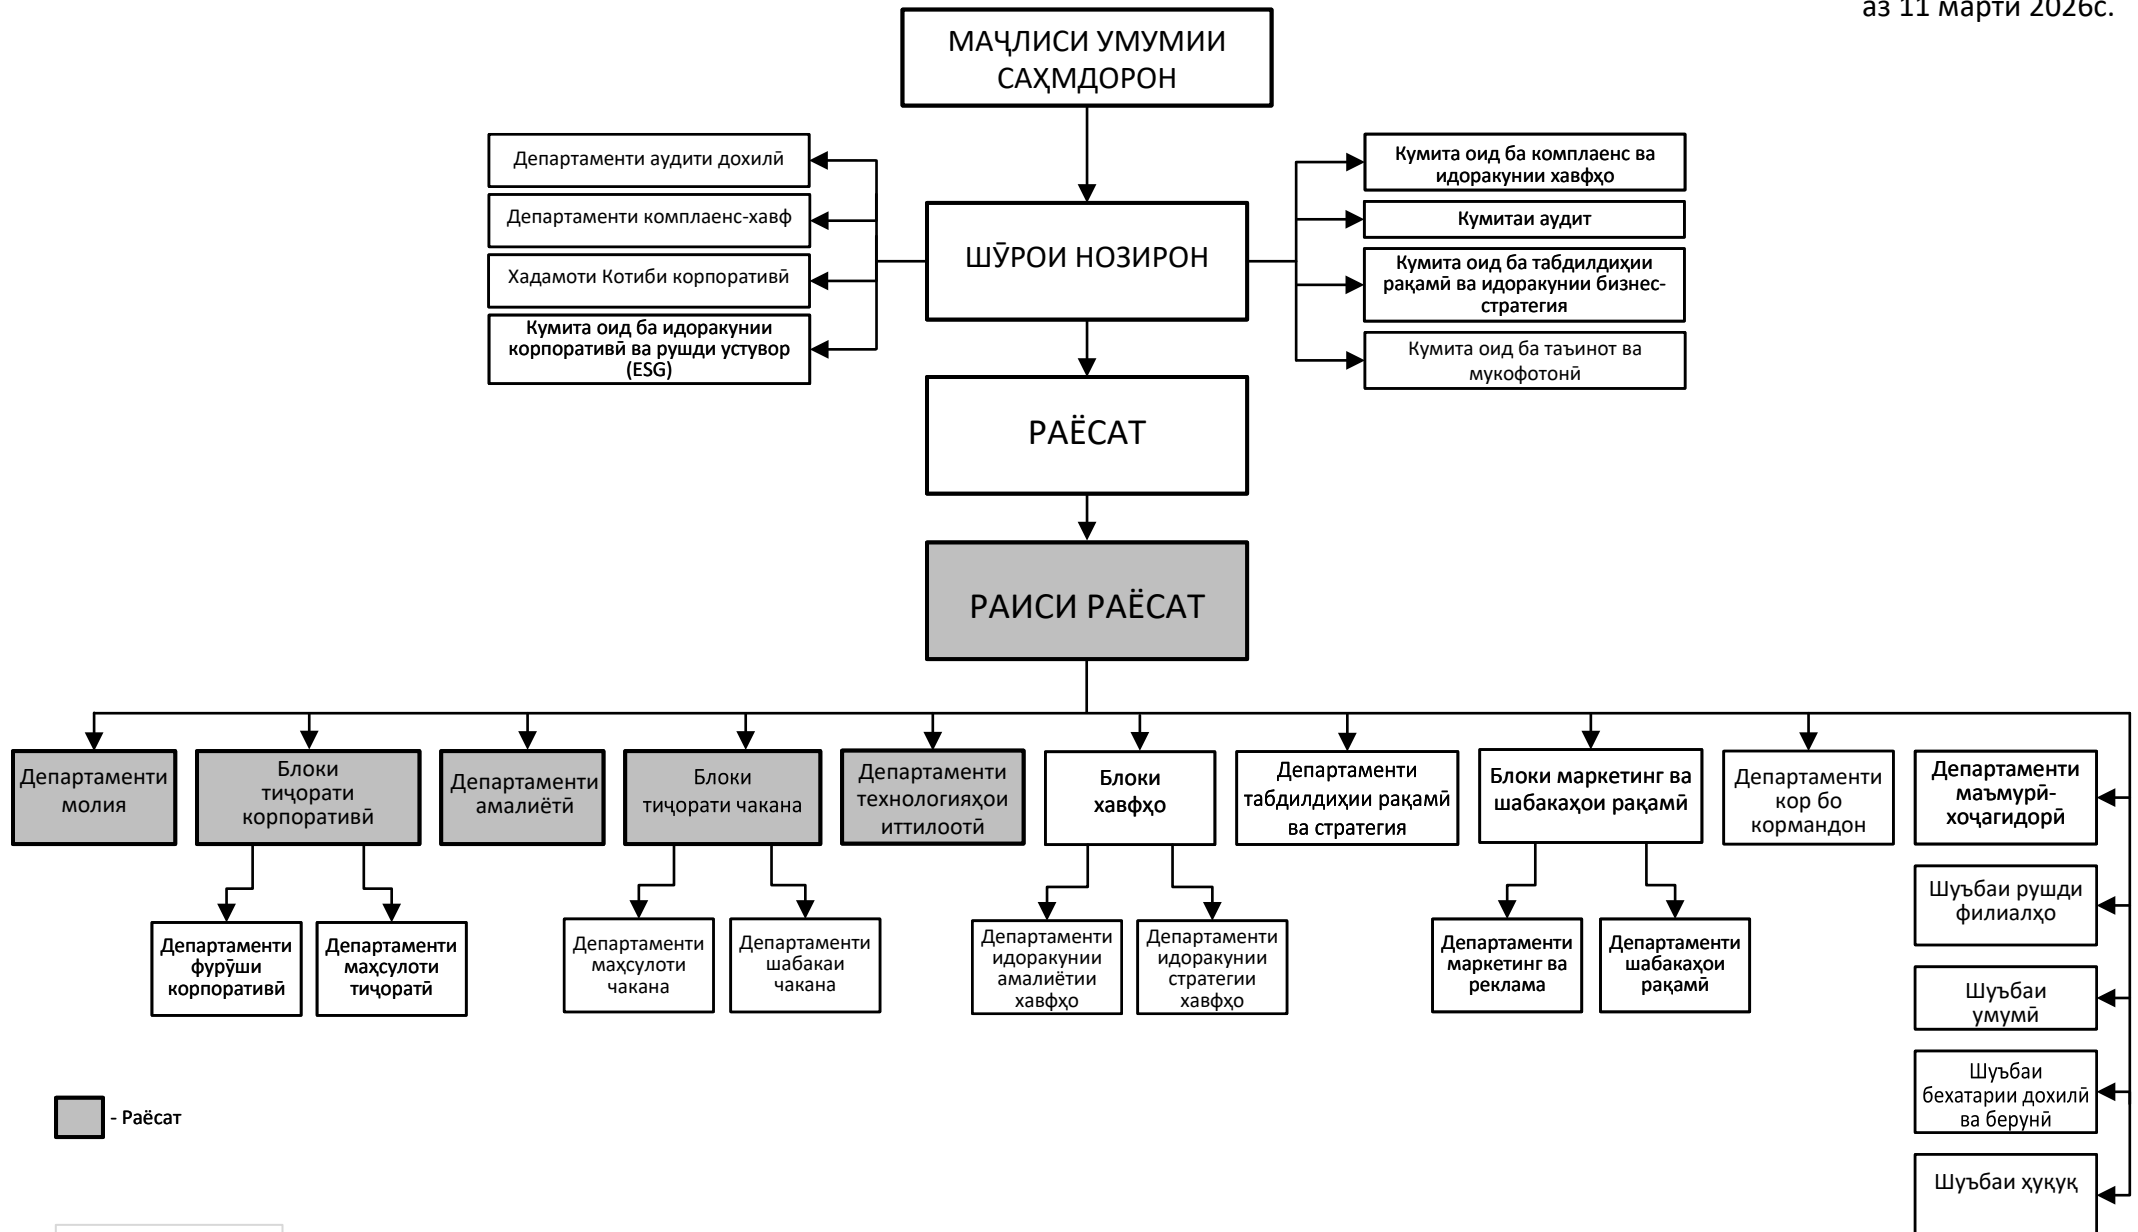 аз 11 марти 2026с.
МАҶЛИСИ УМУМИИ
САҲМДОРОН
Департаменти аудити дохилӣ
Департаменти комплаенс-хавф
Хадамоти Котиби корпоративӣ
Кумита оид ба идоракунии
корпоративӣ ва рушди устувор
(ESG)
ШӮРОИ НОЗИРОН
Кумита оид ба комплаенс ва
идоракунии хавфҳо
Кумитаи аудит
Кумита оид ба табдилдиҳии
рақамӣ ва идоракунии бизнес-
стратегия
Кумита оид ба таъинот ва
мукофотонӣ
РАЁСАТ
РАИСИ РАЁСАТ
Департаменти
молия
Блоки
тиҷорати
корпоративӣ
Департаменти
амалиётӣ
Блоки
тиҷорати чакана
Департаменти
технологияҳои
иттилоотӣ
Блоки
хавфҳо
Департаменти
табдилдиҳии рақамӣ
ва стратегия
Блоки маркетинг ва
шабакаҳои рақамӣ
Департаменти
кор бо
кормандон
Департаменти
маъмурӣ-
хоҷагидорӣ
Департаменти
фурӯши
корпоративӣ
Департаменти
маҳсулоти
тиҷоратӣ
Департаменти
маҳсулоти
чакана
Департаменти
шабакаи
чакана
Департаменти
идоракунии
амалиётии
хавфҳо
Департаменти
идоракунии
стратегии
хавфҳо
Департаменти
маркетинг ва
реклама
Департаменти
шабакаҳои
рақамӣ
Шуъбаи рушди
филиалҳо
Шуъбаи
умумӣ
Шуъбаи
бехатарии дохилӣ
ва берунӣ
Шуъбаи ҳуқуқ
- Раёсат